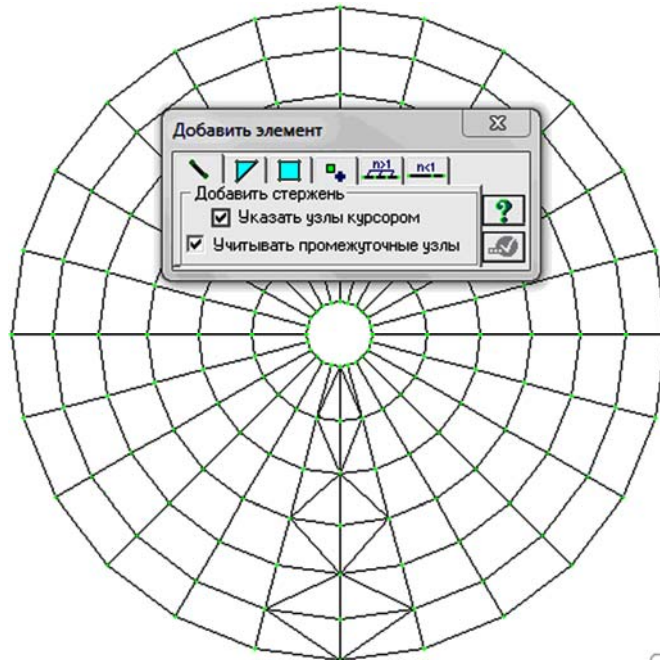 Добавить элемент
n>1 n<1
Добавить стержень
Указать узлы курсором
Учитывать промежуточные узлы
?